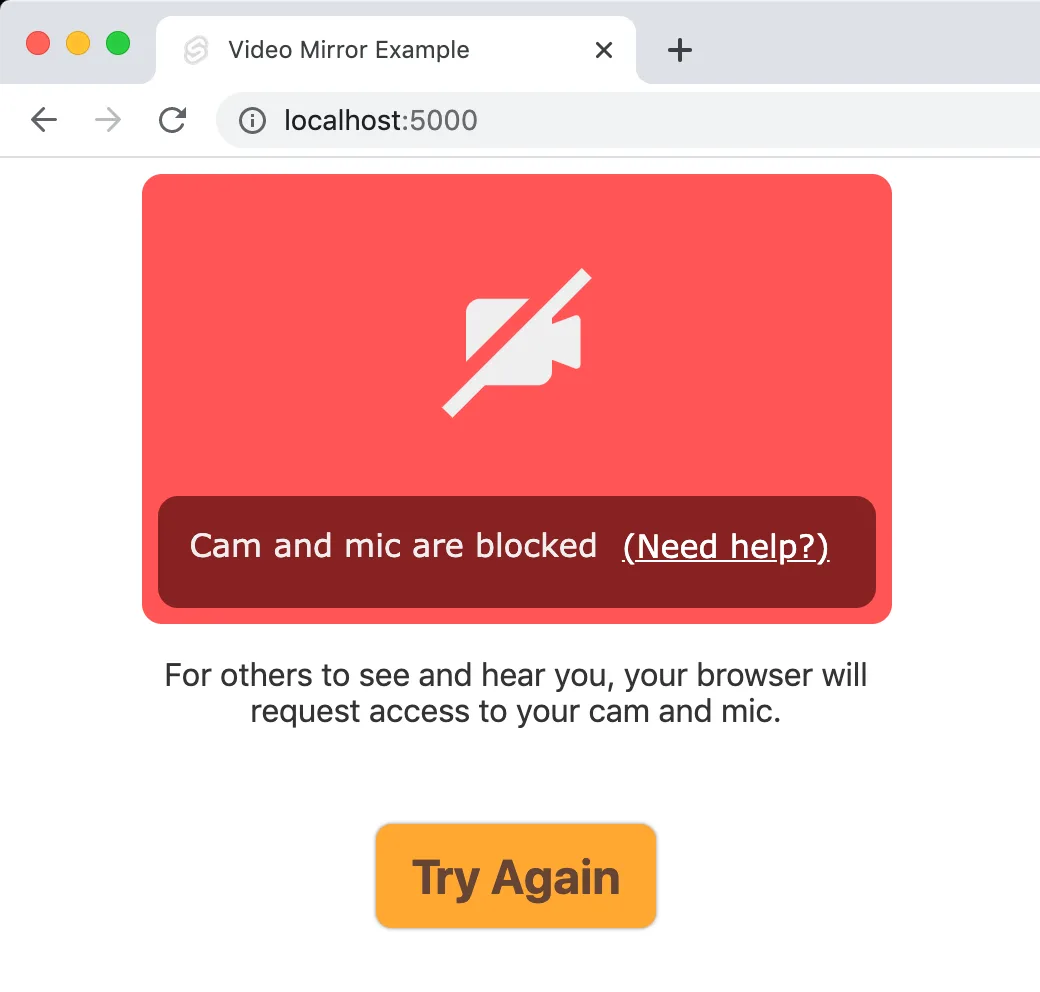 Video Mirror Example
localhost:5000
Cam and mic are blocked (Need help?)
For others to see and hear you, your browser will
request access to your cam and mic.
Try Again